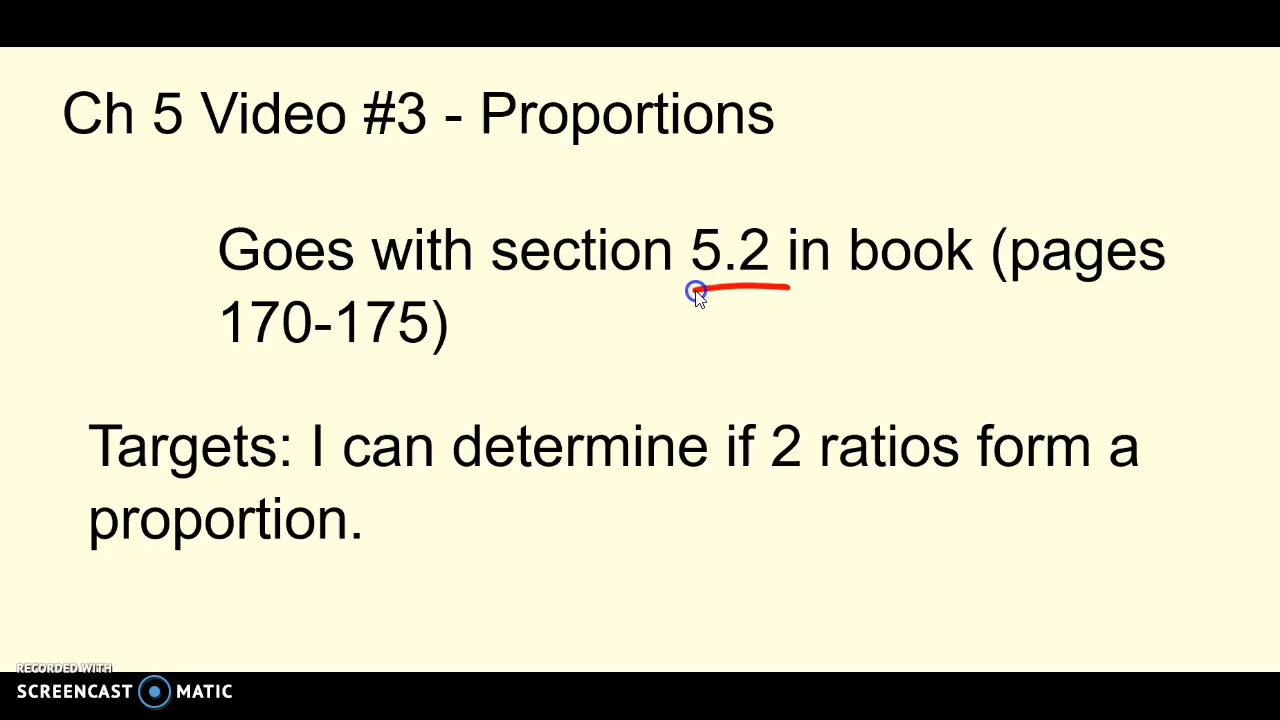 Ch 5 Video #3 - Proportions
Goes with section 5.2 in book (pages
170-175)
Targets: I can determine if 2 ratios form a
proportion.
RECORDED WITH
SCREENCAST MATIC